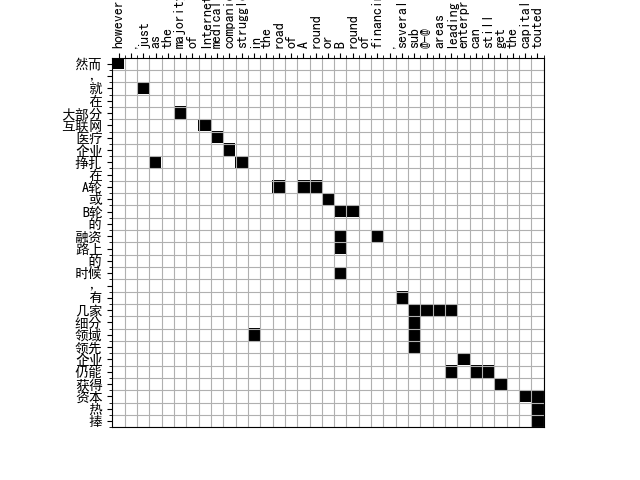 however , just as the majorit of Internet medical compani struggl in the road of A round or B round of financi , several sub @-@ areas leading enterpr can still get the capital touted
然而
,
就
在
大部分
互联网
医疗
企业
挣扎
在
A轮
或
B轮
的
融资
路上
的
时候
,
有
几家
细分
领域
领先
企业
仍能
获得
资本
热
捧